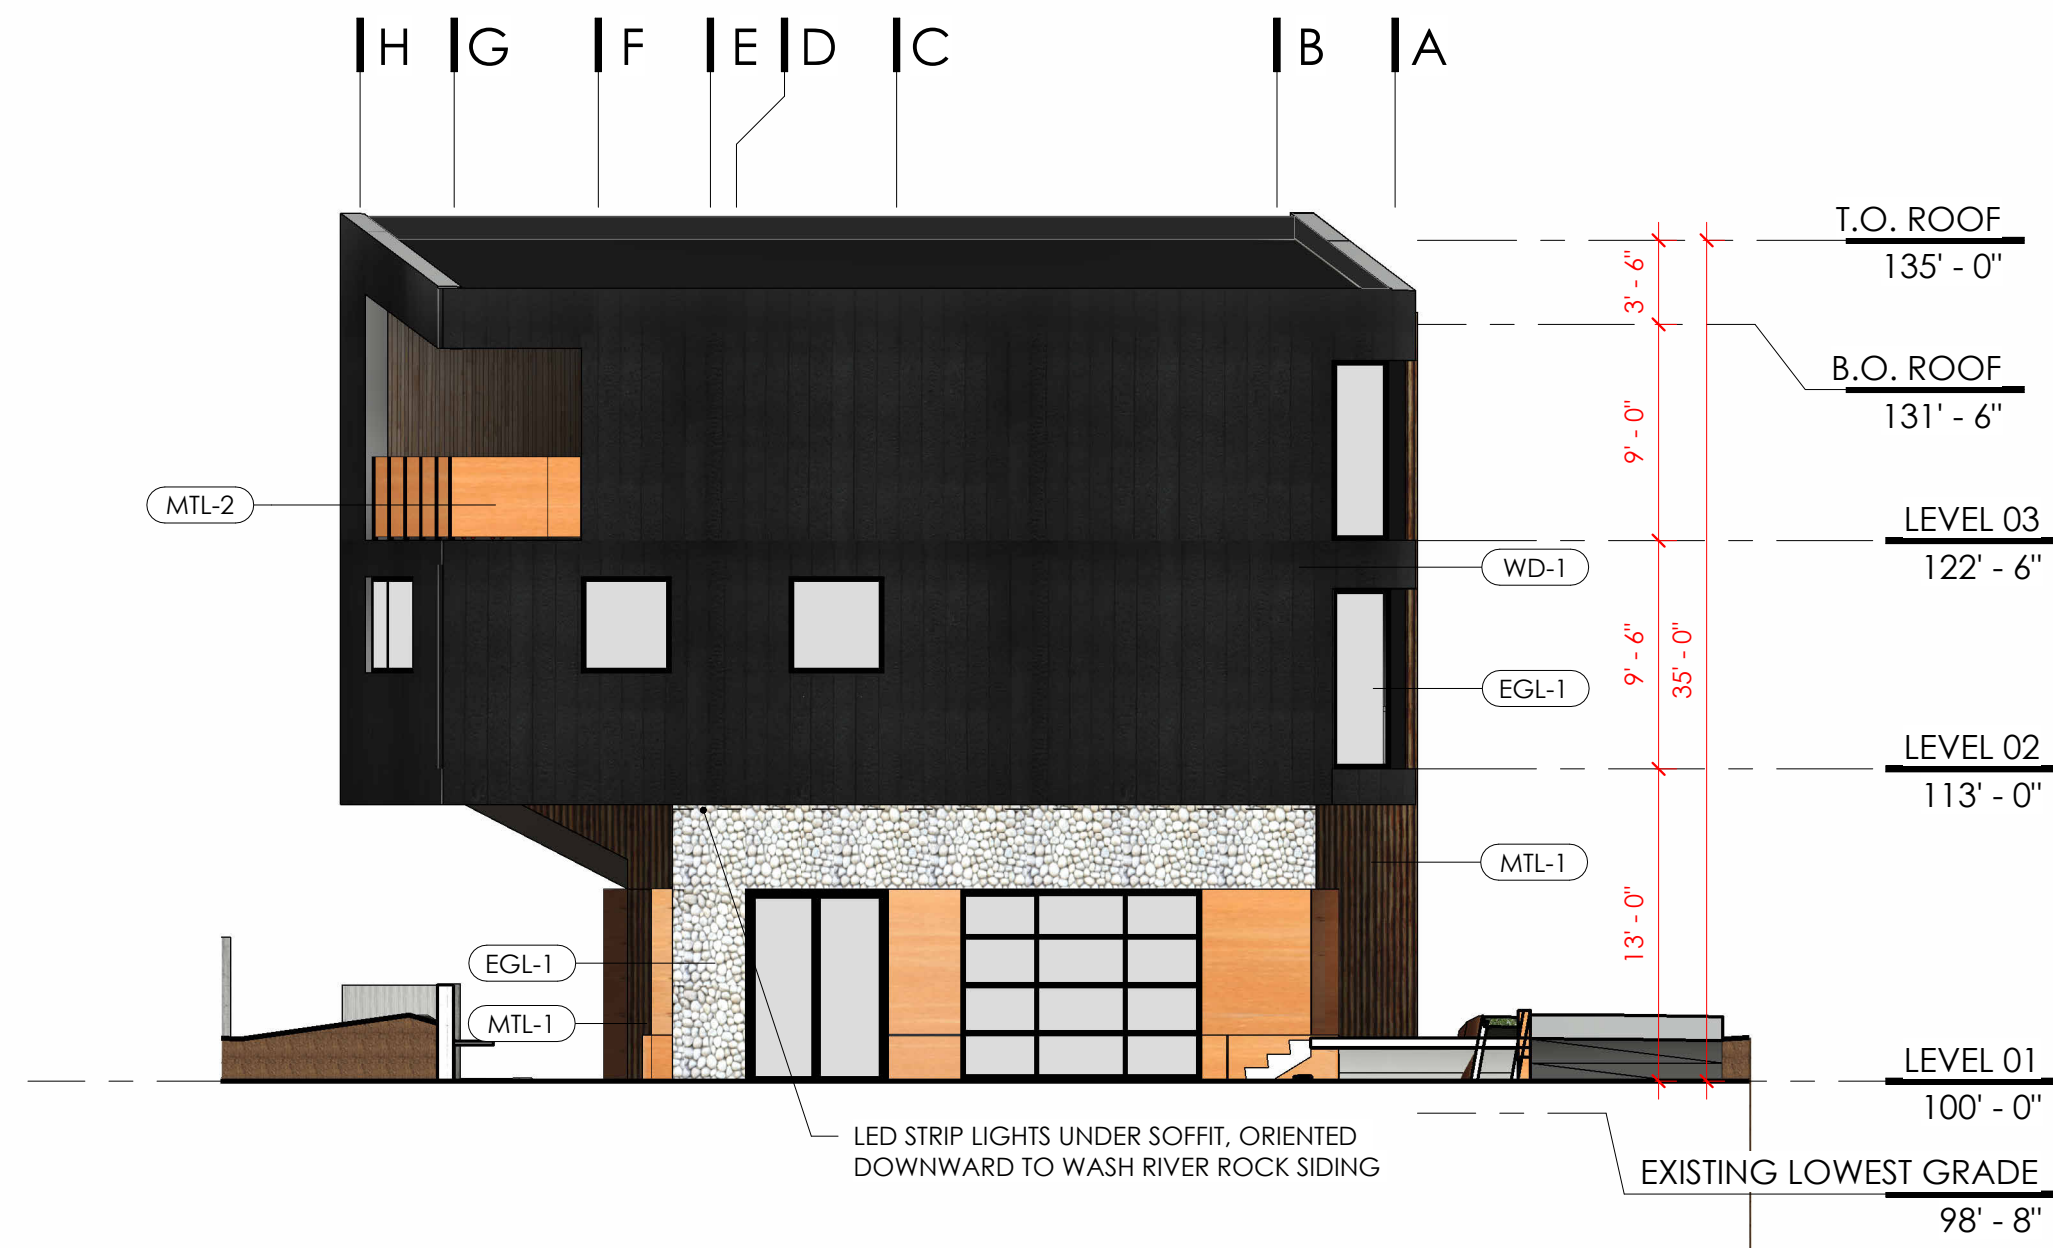 H G F E D C B A
T.O. ROOF
135' - 0"
3' - 6"
B.O. ROOF
131' - 6"
9' - 0"
MTL-2
LEVEL 03
122' - 6"
WD-1
9' - 6"
35' - 0"
EGL-1
LEVEL 02
113' - 0"
MTL-1
13' - 0"
EGL-1
MTL-1
LEVEL 01
100' - 0"
LED STRIP LIGHTS UNDER SOFFIT, ORIENTED
DOWNWARD TO WASH RIVER ROCK SIDING
EXISTING LOWEST GRADE
98' - 8"